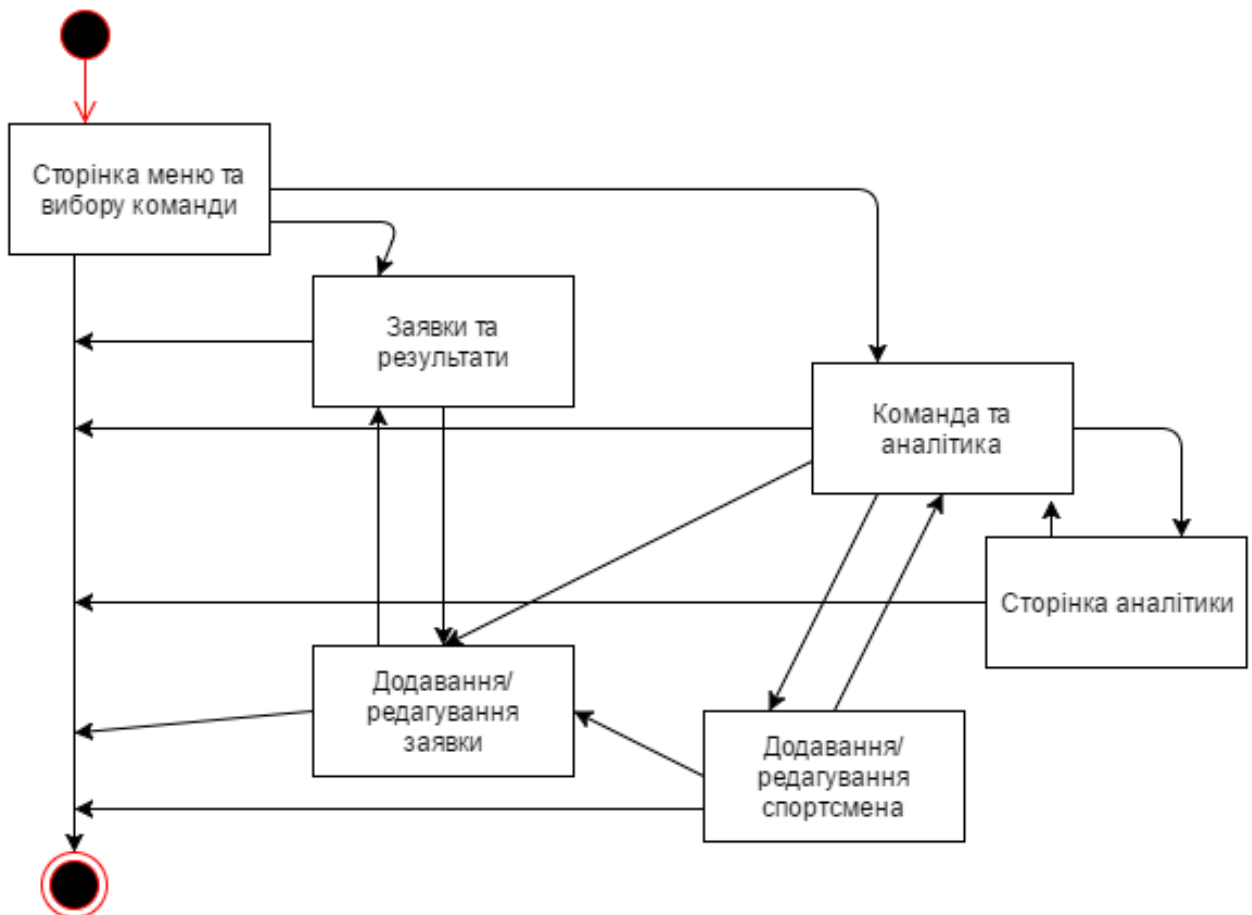 Сторінка меню та
вибору команди
Заявки та
результати
Команда та
аналітика
Сторінка аналітики
Додавання/
редагування
заявки
Додавання/
редагування
спортсмена